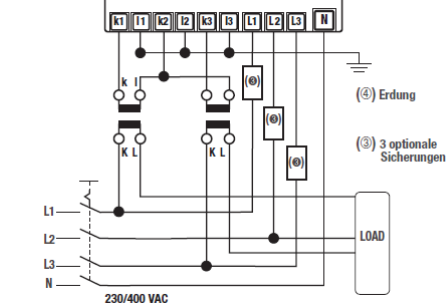 k1 l1 k2 l2 k3 l3 L1 L2 L3 N
k l
(③)
(④) Erdung
(③)
(③) 3 optionale
Sicherungen
K L
K L
(③)
L1
L2
LOAD
L3
N
230/400 VAC